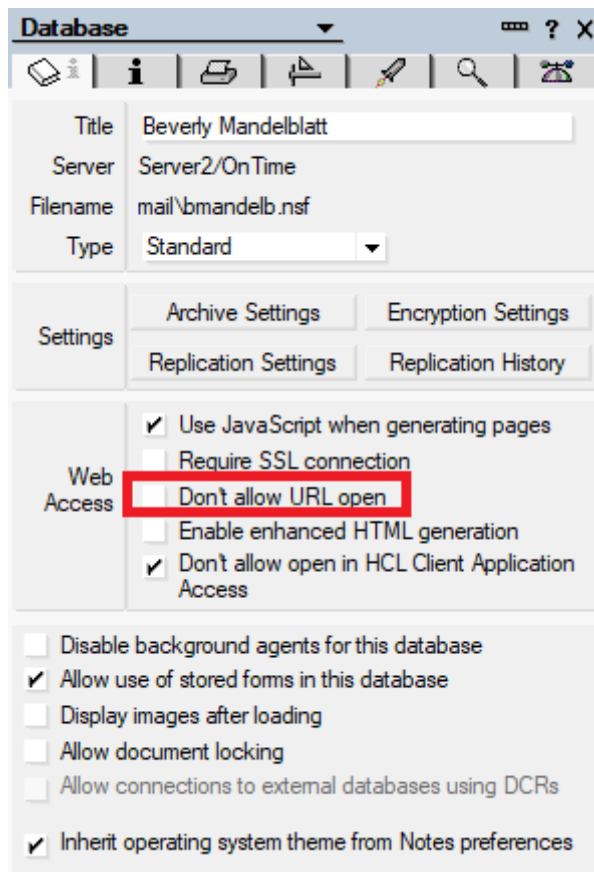 Database ? X
i i
Title Beverly Mandelblatt
Server Server2/OnTime
Filename mail\bmandelb.nsf
Type Standard
Settings
Archive Settings Encryption Settings
Replication Settings Replication History
Web Access
Use JavaScript when generating pages
Require SSL connection
Don't allow URL open
Enable enhanced HTML generation
Don't allow open in HCL Client Application
Access
Disable background agents for this database
Allow use of stored forms in this database
Display images after loading
Allow document locking
Allow connections to external databases using DCRs
Inherit operating system theme from Notes preferences